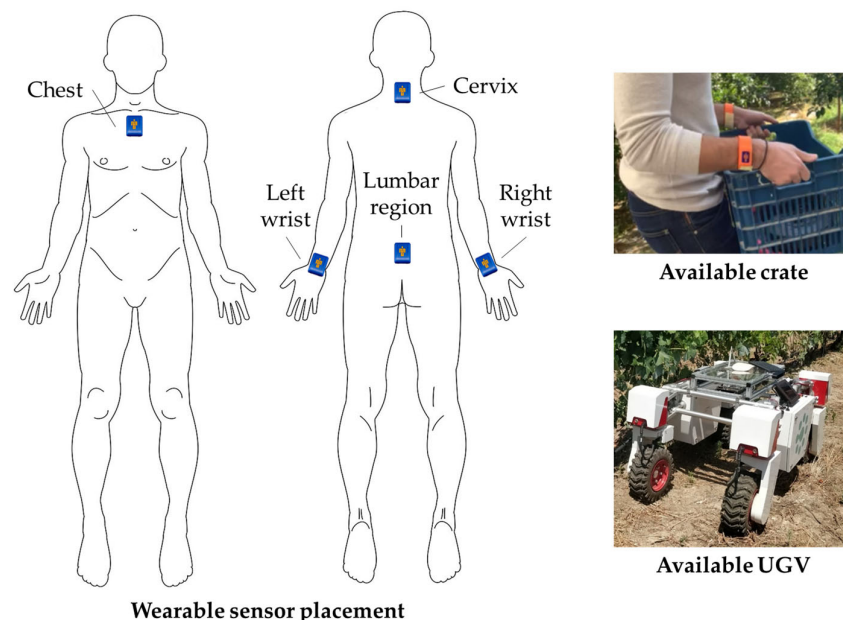 Chest
Cervix
Left
wrist
Lumbar
region
Right
wrist
Available crate
Available UGV
Wearable sensor placement